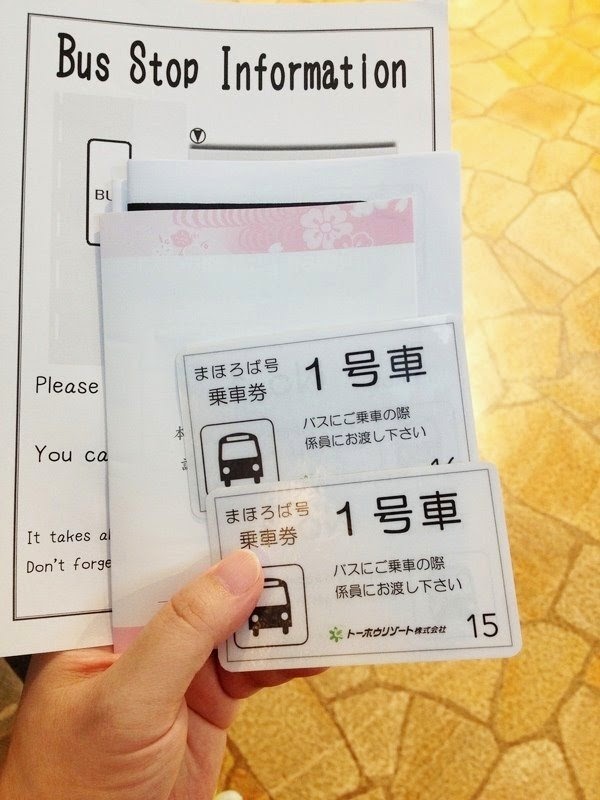 Bus Stop Information
Please
You ca
It takes a
Don't forge
まほろば号
乗車券
1号車
バスにご乗車の際
係員にお渡し下さい
まほろば号
乗車券
1号車
バスにご乗車の際
係員にお渡し下さい
トーホウリゾート株式会社
15